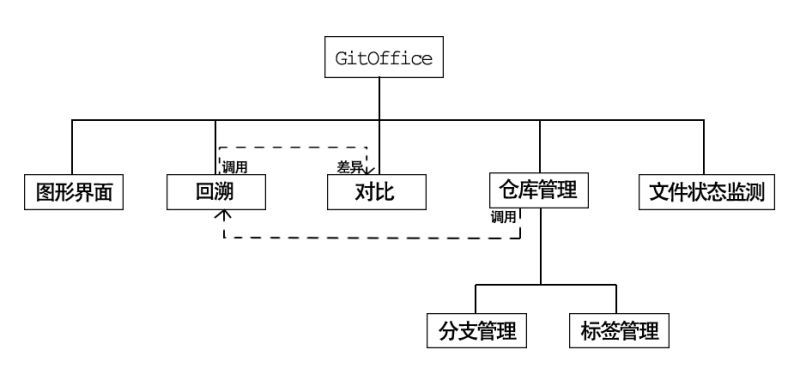 GitOffice
调用
差异
图形界面
回溯
对比
仓库管理
文件状态监测
调用
分支管理
标签管理